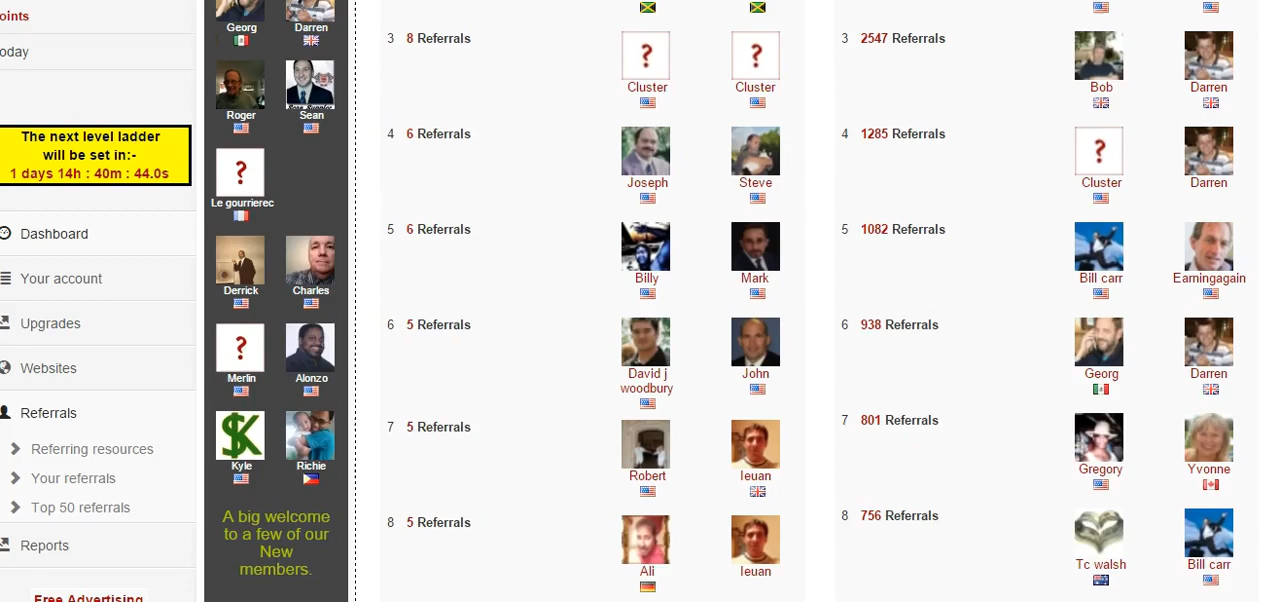 oints
oday
The next level ladder
will be set in:-
1 days 14h : 40m : 44.0s
Dashboard
Your account
Upgrades
Websites
Referrals
Referring resources
Your referrals
Top 50 referrals
Reports
Free Advertising
Georg Darren
Roger Sean
Le gourrierec
Derrick Charles
Merlin Alonzo
Kyle Richie
A big welcome
to a few of our
New
members.
3 8 Referrals
Cluster Cluster
4 6 Referrals
Joseph Steve
5 6 Referrals
Billy Mark
6 5 Referrals
David j
woodbury
John
7 5 Referrals
Robert Ieuan
8 5 Referrals
Ali Ieuan
3 2547 Referrals
Bob Darren
4 1285 Referrals
Cluster Darren
5 1082 Referrals
Bill carr Earningagain
6 938 Referrals
Georg Darren
7 801 Referrals
Gregory Yvonne
8 756 Referrals
Tc walsh Bill carr